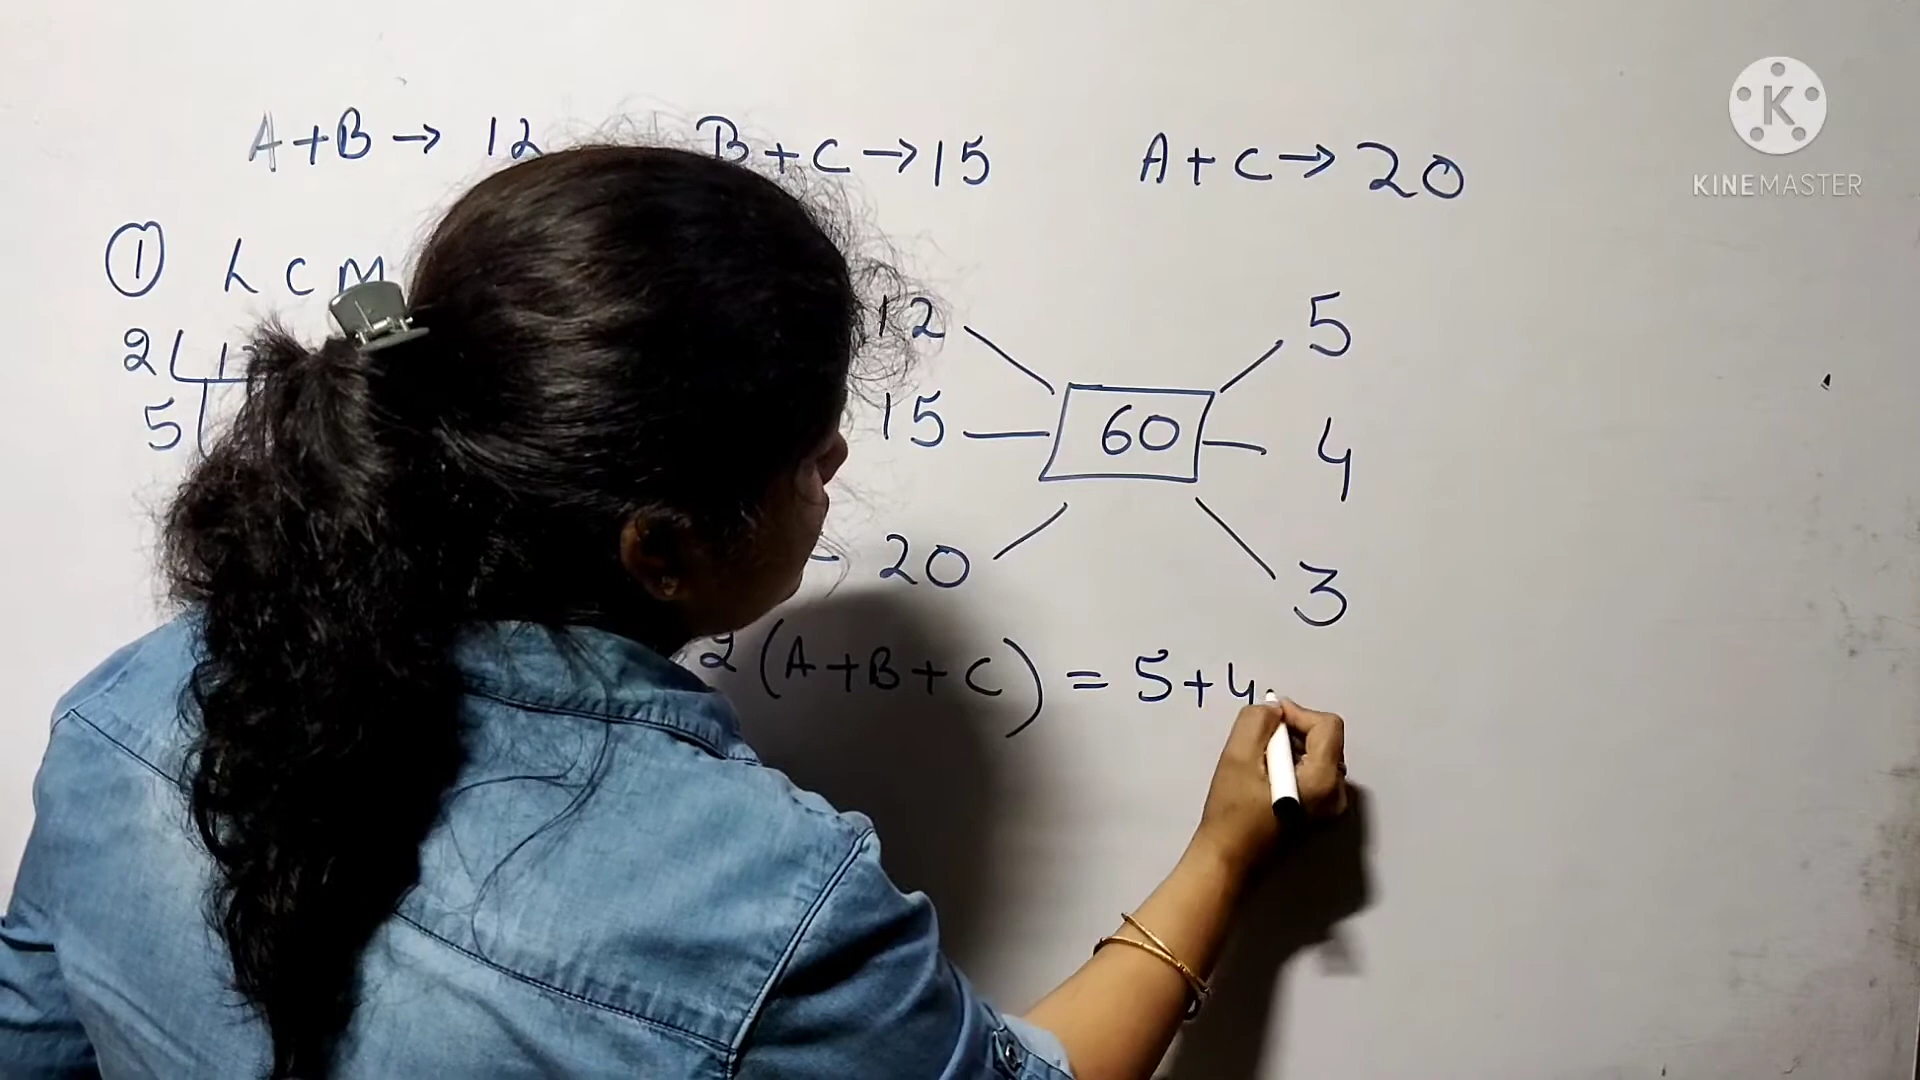 A+B → 12 B+C → 15 A+C → 20
KINEMASTER
① LCM
2
5
12 5
15 60 4
20 3
2(A+B+C) = 5+4